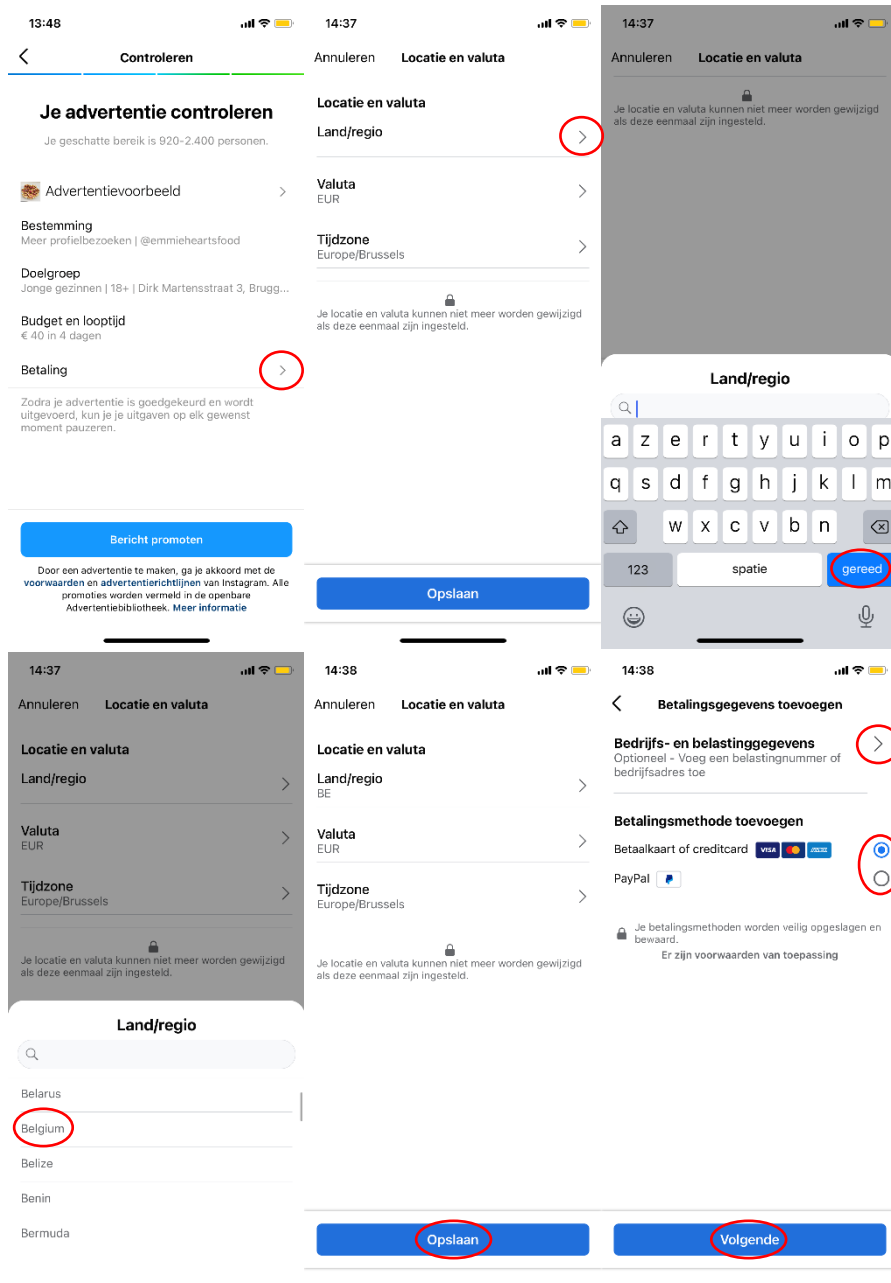 13:48
Controleren
Je advertentie controleren
Je geschatte bereik is 920-2.400 personen.
Advertentievoorbeeld
Bestemming
Meer profielbezoeken | @emmieheartsfood
Doelgroep
Jonge gezinnen | 18+ | Dirk Martensstraat 3, Brugg...
Budget en looptijd
€ 40 in 4 dagen
Betaling
Zodra je advertentie is goedgekeurd en wordt
uitgevoerd, kun je je uitgaven op elk gewenst
moment pauzeren.
Bericht promoten
Door een advertentie te maken, ga je akkoord met de
voorwaarden en advertentierichtlijnen van Instagram. Alle
promoties worden vermeld in de openbare
Advertentiebibliotheek. Meer informatie
14:37
Annuleren Locatie en valuta
Locatie en valuta
Land/regio
Valuta
EUR
Tijdzone
Europe/Brussels
Je locatie en valuta kunnen niet meer worden gewijzigd
als deze eenmaal zijn ingesteld.
Opslaan
14:37
Annuleren Locatie en valuta
Je locatie en valuta kunnen niet meer worden gewijzigd
als deze eenmaal zijn ingesteld.
Land/regio
a z e r t y u i o p
q s d f g h j k l m
w x c v b n
123 spatie gereed
14:37
Annuleren Locatie en valuta
Locatie en valuta
Land/regio
Valuta
EUR
Tijdzone
Europe/Brussels
Je locatie en valuta kunnen niet meer worden gewijzigd
als deze eenmaal zijn ingesteld.
Land/regio
Belarus
Belgium
Belize
Benin
Bermuda
14:38
Annuleren Locatie en valuta
Locatie en valuta
Land/regio
BE
Valuta
EUR
Tijdzone
Europe/Brussels
Je locatie en valuta kunnen niet meer worden gewijzigd
als deze eenmaal zijn ingesteld.
Opslaan
14:38
Betalingsgegevens toevoegen
Bedrijfs- en belastinggegevens
Optioneel - Voeg een belastingnummer of
bedrijfsadres toe
Betalingsmethode toevoegen
Betaalkaart of creditcard VISA
PayPal
Je betalingsmethoden worden veilig opgeslagen en
bewaard.
Er zijn voorwaarden van toepassing
Volgende